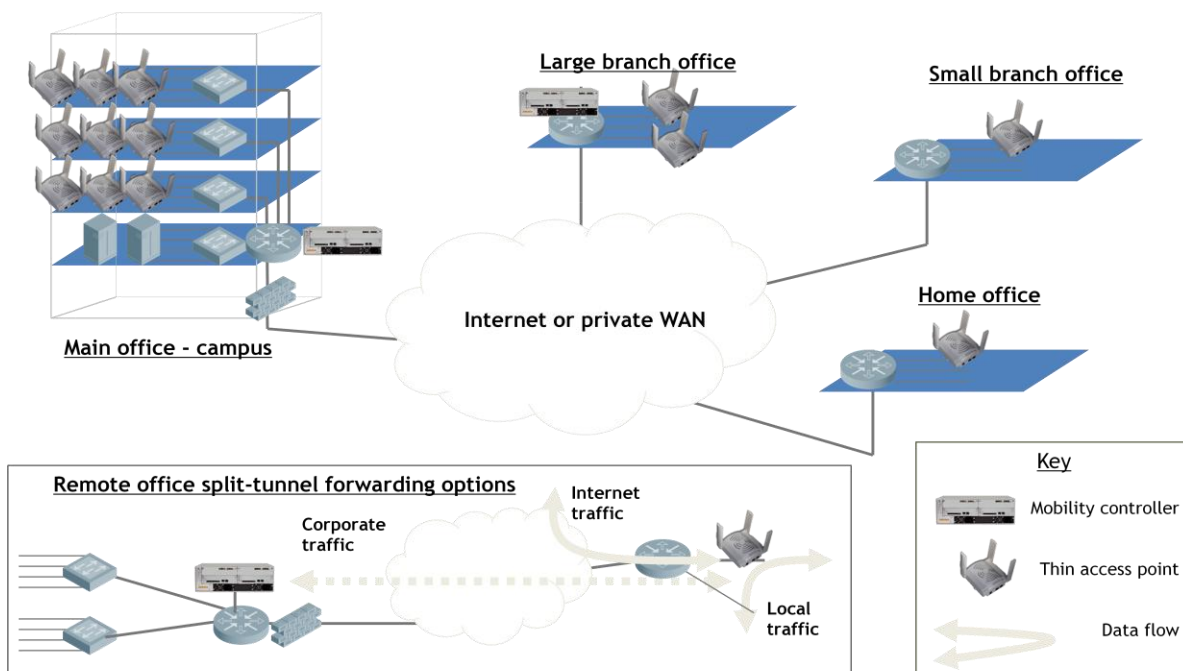 Large branch office
Small branch office
Home office
Internet or private WAN
Main office - campus
Remote office split-tunnel forwarding options
Internet
traffic
Corporate
traffic
Local
traffic
Key
Mobility controller
Thin access point
Data flow